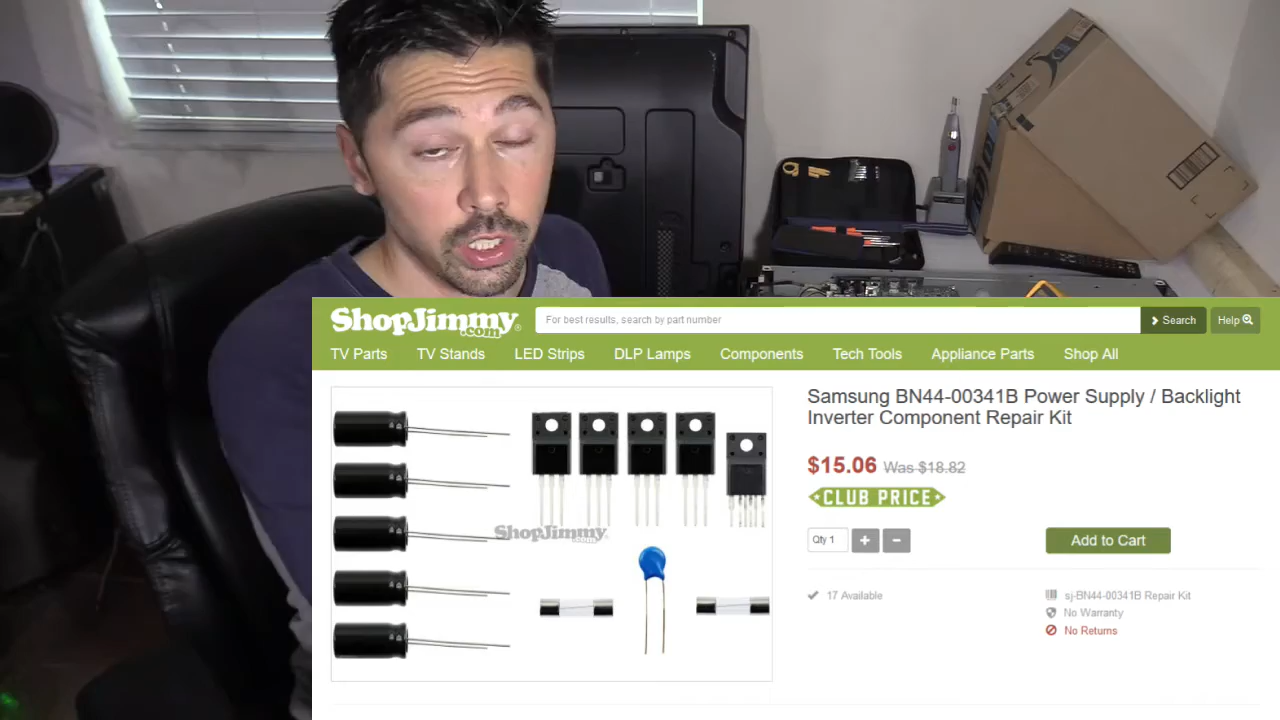 ShopJimmy
.com®
For best results, search by part number
Search
Help
TV Parts
TV Stands
LED Strips
DLP Lamps
Components
Tech Tools
Appliance Parts
Shop All
Samsung BN44-00341B Power Supply / Backlight
Inverter Component Repair Kit
$15.06 Was $18.82
CLUB PRICE
Qty 1
+
-
Add to Cart
17 Available
sj-BN44-00341B Repair Kit
No Warranty
No Returns
ShopJimmy
.com